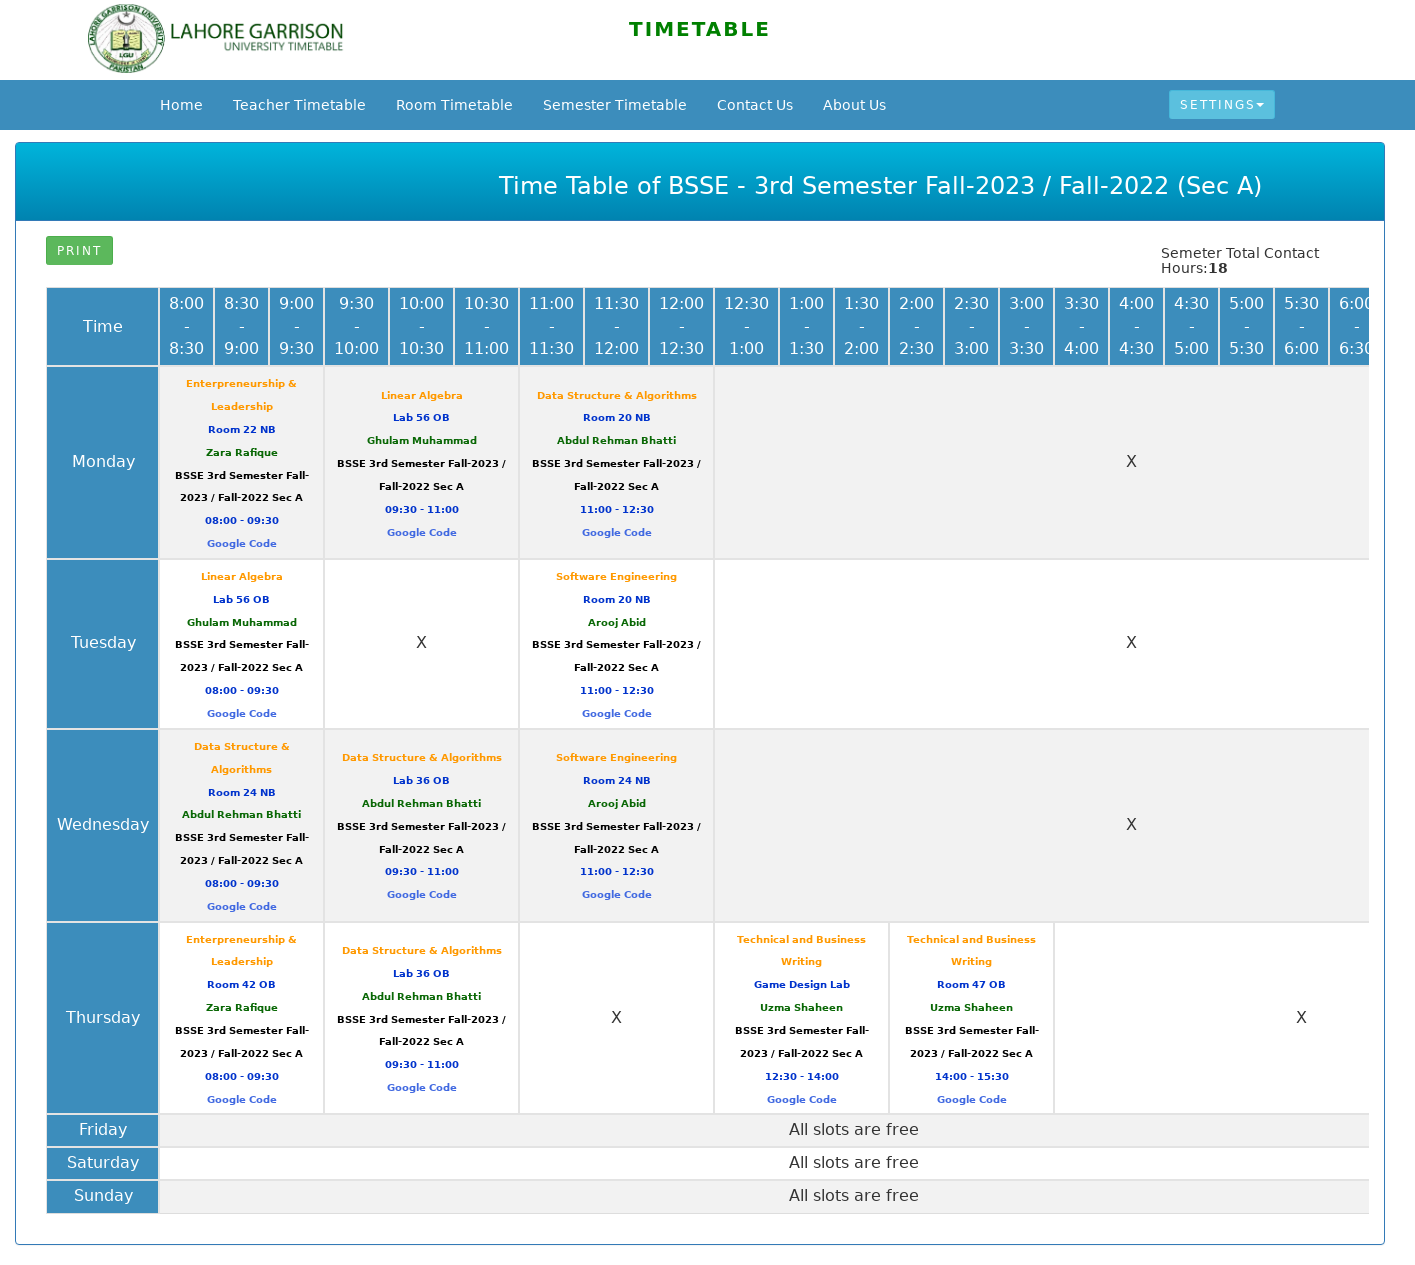 LAHORE GARRISON
UNIVERSITY TIMETABLE
TIMETABLE
LAHORE GARRISON UNIVERSITY
LGU
PAKISTAN
Home Teacher Timetable Room Timetable Semester Timetable Contact Us About Us SETTINGS
Time Table of BSSE - 3rd Semester Fall-2023 / Fall-2022 (Sec A)
PRINT
Semeter Total Contact
Hours:18
Time
8:00 - 8:30
8:30 - 9:00
9:00 - 9:30
9:30 - 10:00
10:00 - 10:30
10:30 - 11:00
11:00 - 11:30
11:30 - 12:00
12:00 - 12:30
12:30 - 1:00
1:00 - 1:30
1:30 - 2:00
2:00 - 2:30
2:30 - 3:00
3:00 - 3:30
3:30 - 4:00
4:00 - 4:30
4:30 - 5:00
5:00 - 5:30
5:30 - 6:00
6:00 - 6:30
Monday
Enterpreneurship &
Leadership
Room 22 NB
Zara Rafique
BSSE 3rd Semester Fall-
2023 / Fall-2022 Sec A
08:00 - 09:30
Google Code
Linear Algebra
Lab 56 OB
Ghulam Muhammad
BSSE 3rd Semester Fall-2023 /
Fall-2022 Sec A
09:30 - 11:00
Google Code
Data Structure & Algorithms
Room 20 NB
Abdul Rehman Bhatti
BSSE 3rd Semester Fall-2023 /
Fall-2022 Sec A
11:00 - 12:30
Google Code
X
Tuesday
Linear Algebra
Lab 56 OB
Ghulam Muhammad
BSSE 3rd Semester Fall-
2023 / Fall-2022 Sec A
08:00 - 09:30
Google Code
X
Software Engineering
Room 20 NB
Arooj Abid
BSSE 3rd Semester Fall-2023 /
Fall-2022 Sec A
11:00 - 12:30
Google Code
X
Wednesday
Data Structure &
Algorithms
Room 24 NB
Abdul Rehman Bhatti
BSSE 3rd Semester Fall-
2023 / Fall-2022 Sec A
08:00 - 09:30
Google Code
Data Structure & Algorithms
Lab 36 OB
Abdul Rehman Bhatti
BSSE 3rd Semester Fall-2023 /
Fall-2022 Sec A
09:30 - 11:00
Google Code
Software Engineering
Room 24 NB
Arooj Abid
BSSE 3rd Semester Fall-2023 /
Fall-2022 Sec A
11:00 - 12:30
Google Code
X
Thursday
Enterpreneurship &
Leadership
Room 42 OB
Zara Rafique
BSSE 3rd Semester Fall-
2023 / Fall-2022 Sec A
08:00 - 09:30
Google Code
Data Structure & Algorithms
Lab 36 OB
Abdul Rehman Bhatti
BSSE 3rd Semester Fall-2023 /
Fall-2022 Sec A
09:30 - 11:00
Google Code
X
Technical and Business
Writing
Game Design Lab
Uzma Shaheen
BSSE 3rd Semester Fall-
2023 / Fall-2022 Sec A
12:30 - 14:00
Google Code
Technical and Business
Writing
Room 47 OB
Uzma Shaheen
BSSE 3rd Semester Fall-
2023 / Fall-2022 Sec A
14:00 - 15:30
Google Code
X
Friday All slots are free
Saturday All slots are free
Sunday All slots are free